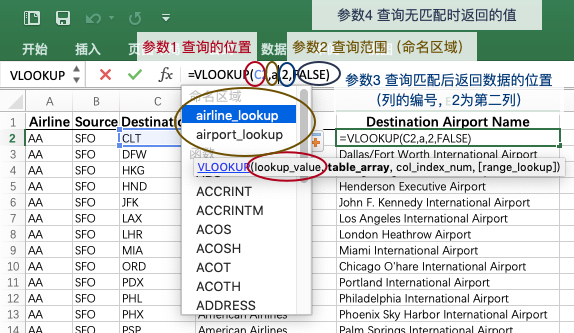 参数4 查询无匹配时返回的值
开始
参数1 查询的位置
数据
参数2 查询范围（命名区域）
VLOOKUP
fx
=VLOOKUP(C2,a,2,FALSE)
参数3 查询匹配后返回数据的位置
(列的编号，E2为第二列)
命名区域
airline_lookup
airport_lookup
函数
VLOOKUP(lookup_value, table_array, col_index_num, [range_lookup])
A B C
1 Airline Source Destination Destination Airport Name
2 AA SFO CLT =VLOOKUP(C2,a,2,FALSE)
3 AA SFO DFW Dallas/Fort Worth International Airport
4 AA SFO HKG
5 AA SFO HND ACCRINT Henderson Executive Airport
6 AA SFO JFK ACCRINTM John F. Kennedy International Airport
7 AA SFO LAX ACOS Los Angeles International Airport
8 AA SFO LHR ACOSH London Heathrow Airport
9 AA SFO MIA ACOT Miami International Airport
10 AA SFO ORD ACOTH Chicago O'hare International Airport
11 AA SFO PDX ADDRESS Portland International Airport
12 AA SFO PHL Philadelphia International Airport
13 AA SFO PHX American Airlines Phoenix Sky Harbor International Airport
14 AA SFO PSP American Airlines Palm Springs International Airport